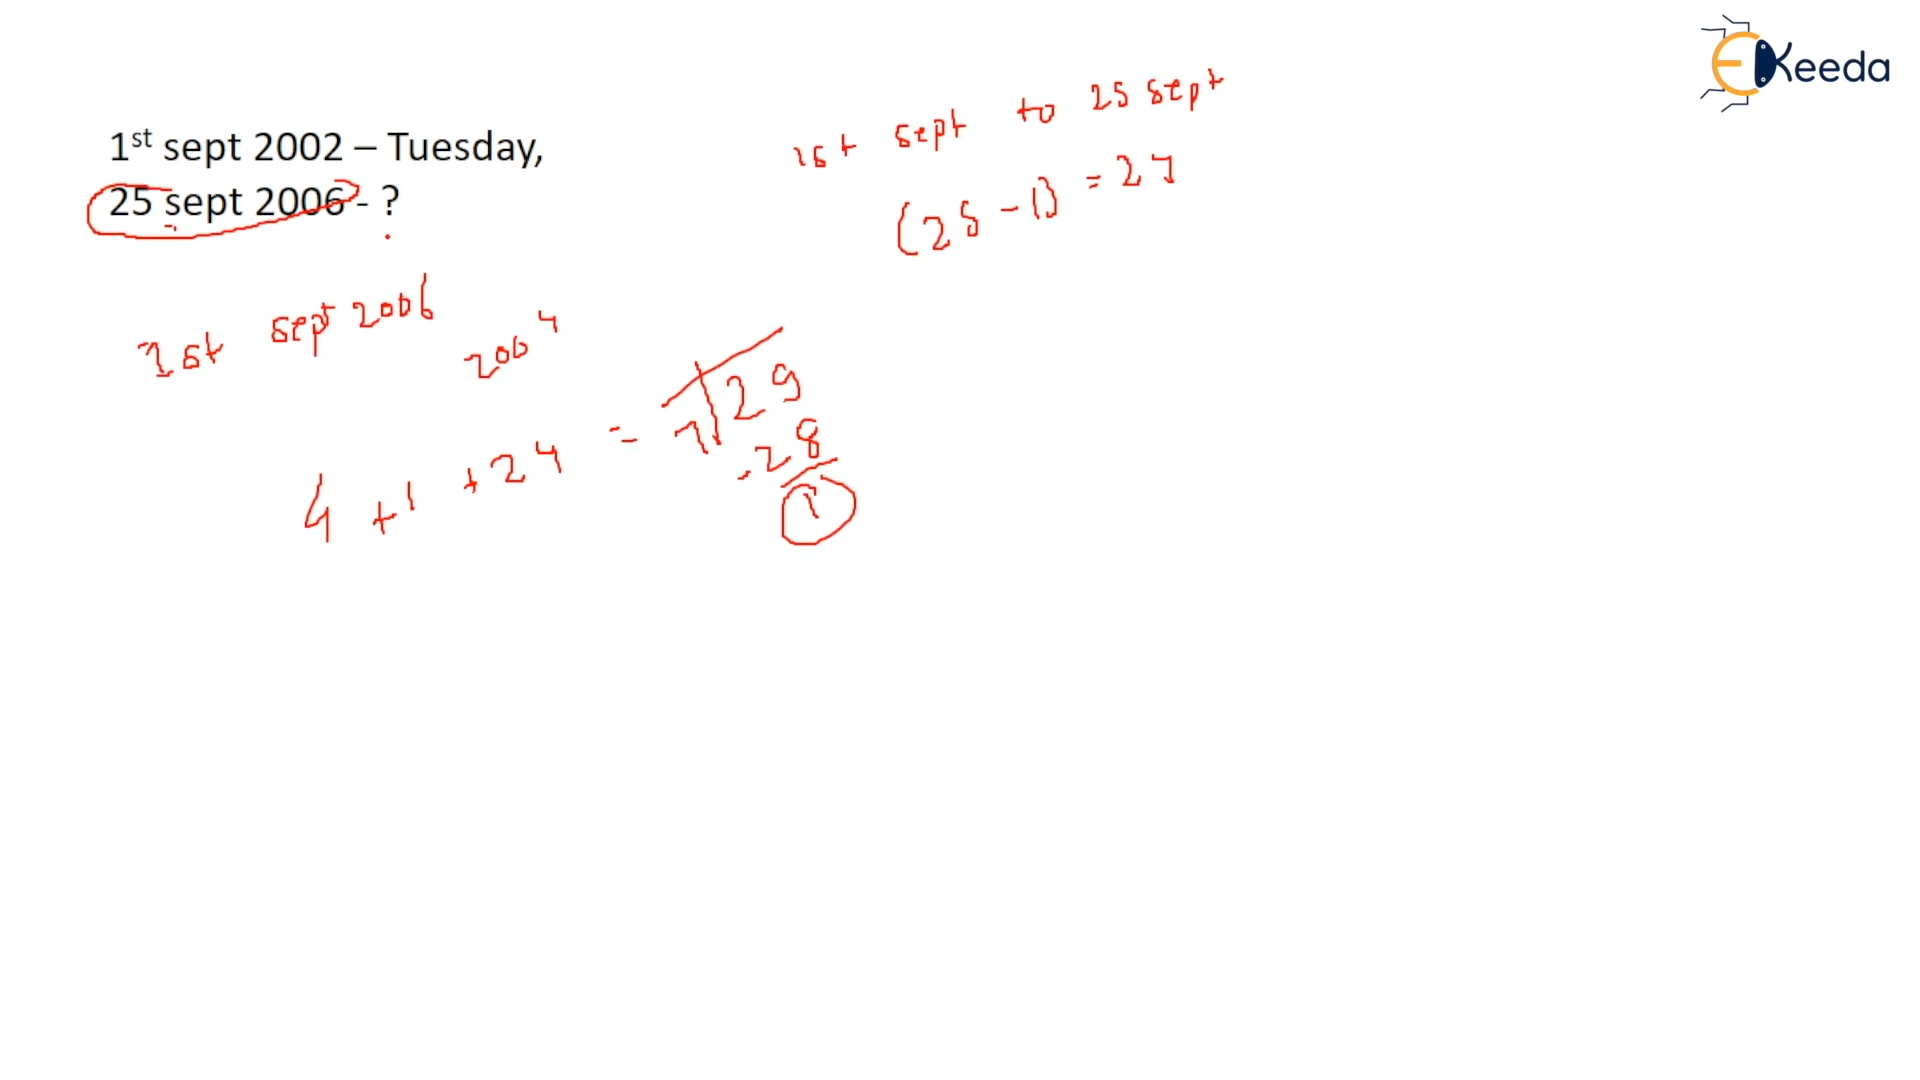 EKeeda
1st sept 2002 – Tuesday,
25 sept 2006 - ?
1st sept to 25 sept
(25 - 1) = 24
1st sept 2006
2004
4 + 1 + 24 = 7 29
- 28
1